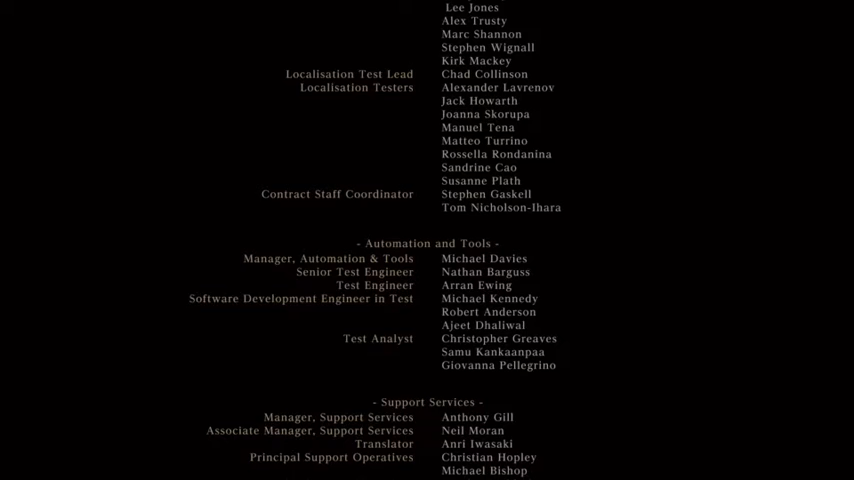 Lee Jones
Alex Trusty
Marc Shannon
Stephen Wignall
Kirk Mackey
Localisation Test Lead Chad Collinson
Localisation Testers Alexander Lavrenov
Jack Howarth
Joanna Skorupa
Manuel Tena
Matteo Turrino
Rossella Rondanina
Sandrine Cao
Susanne Plath
Contract Staff Coordinator Stephen Gaskell
Tom Nicholson-Ihara
- Automation and Tools -
Manager, Automation & Tools Michael Davies
Senior Test Engineer Nathan Barguss
Test Engineer Arran Ewing
Software Development Engineer in Test Michael Kennedy
Robert Anderson
Ajeet Dhaliwal
Test Analyst Christopher Greaves
Samu Kankaanpaa
Giovanna Pellegrino
- Support Services -
Manager, Support Services Anthony Gill
Associate Manager, Support Services Neil Moran
Translator Anri Iwasaki
Principal Support Operatives Christian Hopley
Michael Bishop